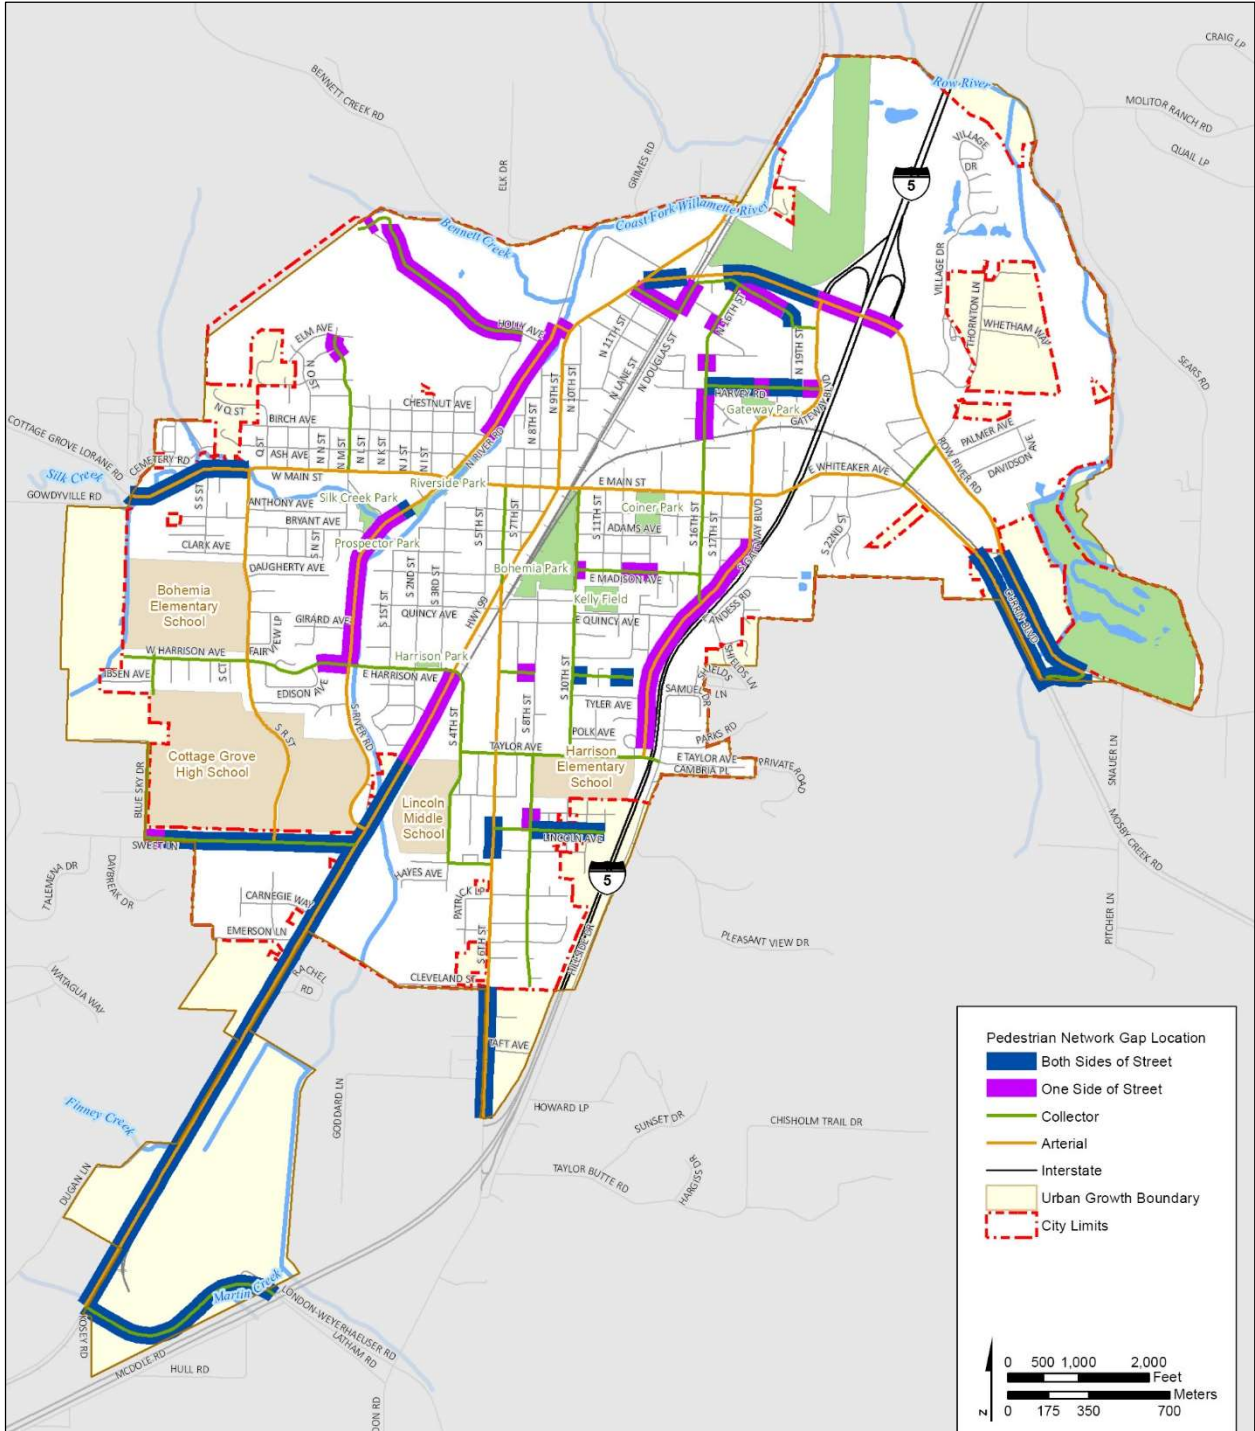 CRAIG LP
Row River
BENNETT CREEK RD
MOLITOR RANCH RD
VILLAGE
DR
QUAIL LP
ELK DR
GRIMES RD
5
Coast Fork Willamette River
Bennett Creek
VILLAGE DR
THORNTON LN
WHETHAM WAY
HOLLY AVE
N 11TH ST
N 16TH ST
N 19TH ST
ELM AVE
N O ST
N LANE ST
N DOUGLAS ST
SEARS RD
N 9TH ST
N 10TH ST
CHESTNUT AVE
HARVEY RD
GATEWAY BLVD
Gateway Park
N Q ST
BIRCH AVE
N 8TH ST
PALMER AVE
DAVIDSON AVE
COTTAGE GROVE LORANE RD
CEMETERY RD
Q ST
ASH AVE
N N ST
N M ST
N L ST
N K ST
N J ST
N I ST
N RIVER RD
ROW RIVER RD
W MAIN ST
E WHITEAKER AVE
Silk Creek
GOWDYVILLE RD
S S ST
Silk Creek Park
Riverside Park
E MAIN ST
ANTHONY AVE
Coiner Park
BRYANT AVE
S N ST
S 5TH ST
S 7TH ST
S 11TH ST
ADAMS AVE
S 16TH ST
S 17TH ST
S GATEWAY BLVD
S 22ND ST
CLARK AVE
Prospector Park
DAUGHERTY AVE
S 2ND ST
S 3RD ST
Bohemia Park
E MADISON AVE
Bohemia
Elementary
School
Kelly Field
CURRIN BLVD
QUINCY AVE
HWY 99
E QUINCY AVE
GIRARD AVE
S 1ST ST
W HARRISON AVE
FAIRVIEW LP
Harrison Park
SHIELDS LN
SHIELDS
IBSEN AVE
S CT
EDISON AVE
E HARRISON AVE
S 10TH ST
SAMUEL DR
LN
S 8TH ST
TYLER AVE
S R ST
S RIVER RD
S 4TH ST
POLK AVE
PARKS RD
TAYLOR AVE
Cottage Grove
High School
Harrison
Elementary
School
E TAYLOR AVE
CAMBRIA PL
PRIVATE ROAD
SNAUER LN
BLUE SKY DR
Lincoln
Middle
School
MOSBY CREEK RD
SWEET LN
LINCOLN AVE
TALEMENA DR
DAYBREAK DR
HAYES AVE
5
CARNEGIE WAY
PATRICK LP
EMERSON LN
S 6TH ST
HILLSIDE DR
PLEASANT VIEW DR
PITCHER LN
WATAGUA WAY
RACHEL
RD
CLEVELAND ST
TAFT AVE
GODDARD LN
HOWARD LP
SUNSET DR
CHISHOLM TRAIL DR
Finney Creek
TAYLOR BUTTE RD
HARGISS DR
DUGAN LN
Martin Creek
LONDON-WEYERHAEUSER RD
LATHAM RD
KOSEY RD
MCDOLE RD
HULL RD
Pedestrian Network Gap Location
Both Sides of Street
One Side of Street
Collector
Arterial
Interstate
Urban Growth Boundary
City Limits
0 500 1,000 2,000
Feet
Meters
0 175 350 700
N